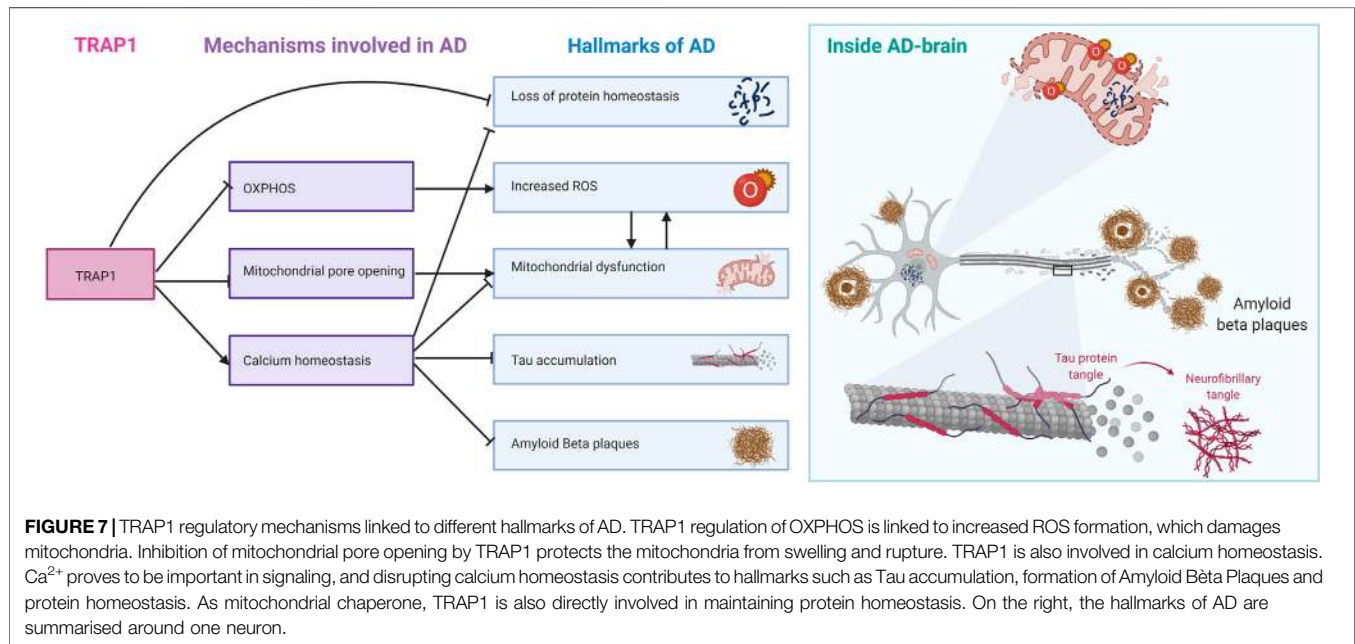 TRAP1
Mechanisms involved in AD
Hallmarks of AD
Inside AD-brain
Loss of protein homeostasis
OXPHOS
Increased ROS
O
TRAP1
Mitochondrial pore opening
Mitochondrial dysfunction
Calcium homeostasis
Tau accumulation
Amyloid Beta plaques
O
O
O
Amyloid
beta plaques
Tau protein
tangle
Neurofibrillary
tangle
FIGURE 7 | TRAP1 regulatory mechanisms linked to different hallmarks of AD. TRAP1 regulation of OXPHOS is linked to increased ROS formation, which damages
mitochondria. Inhibition of mitochondrial pore opening by TRAP1 protects the mitochondria from swelling and rupture. TRAP1 is also involved in calcium homeostasis.
Ca²⁺ proves to be important in signaling, and disrupting calcium homeostasis contributes to hallmarks such as Tau accumulation, formation of Amyloid Bèta Plaques and
protein homeostasis. As mitochondrial chaperone, TRAP1 is also directly involved in maintaining protein homeostasis. On the right, the hallmarks of AD are
summarised around one neuron.